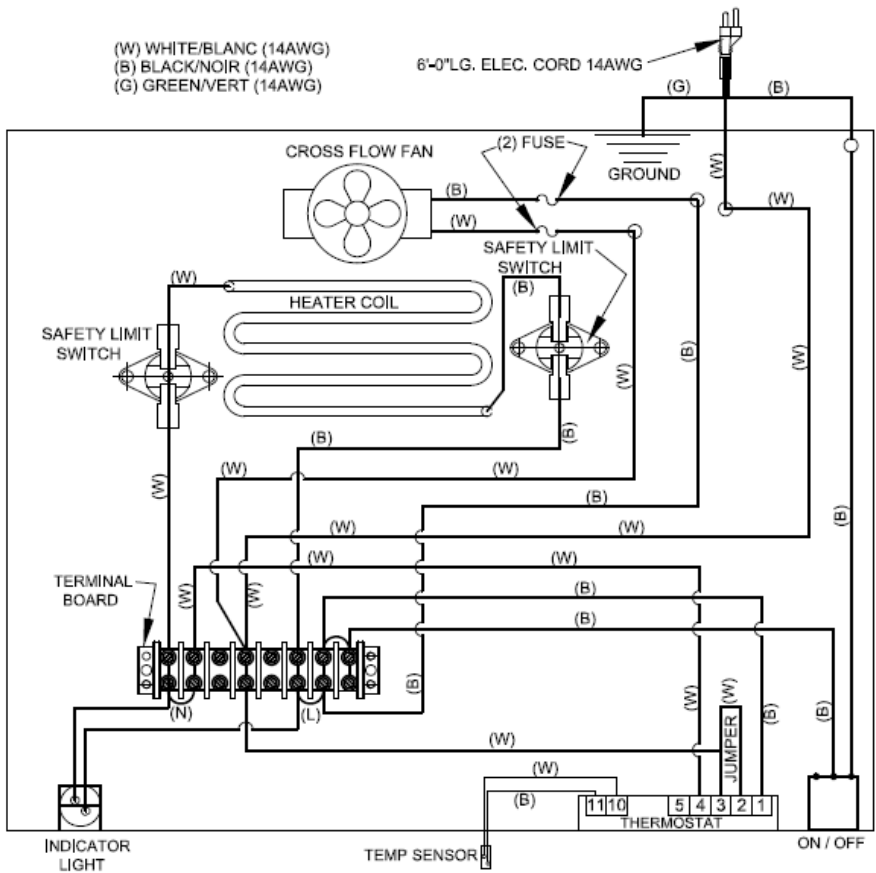 (W) WHITE/BLANC (14AWG)
(B) BLACK/NOIR (14AWG)
(G) GREEN/VERT (14AWG)
6'-0"LG. ELEC. CORD 14AWG
(G)
(B)
CROSS FLOW FAN
(2) FUSE
GROUND
(W)
(W)
(B)
(W)
SAFETY LIMIT
SWITCH
(B)
(W)
HEATER COIL
SAFETY LIMIT
SWITCH
(B)
(W)
(W)
(B)
(B)
(W)
(W)
(W)
(B)
(B)
(W)
(W)
(W)
(W)
(B)
(B)
TERMINAL
BOARD
(N)
(L)
(B)
(W)
(W)
(B)
(B)
(W)
JUMPER
(W)
(B)
11
10
5
4
3
2
1
THERMOSTAT
ON / OFF
INDICATOR
LIGHT
TEMP SENSOR